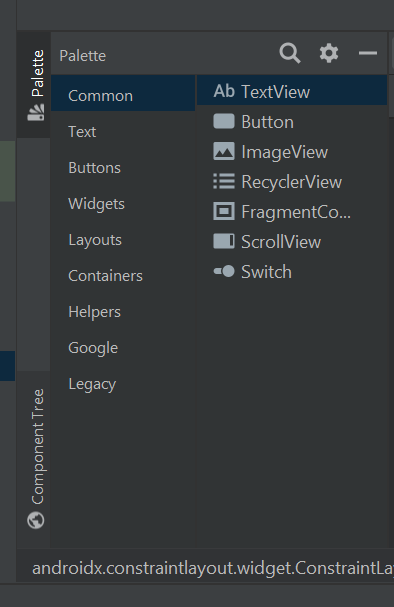 Palette
Palette
Common
Text
Buttons
Widgets
Layouts
Containers
Helpers
Google
Legacy
Ab TextView
Button
ImageView
RecyclerView
FragmentCo...
ScrollView
Switch
Component Tree
androidx.constraintlayout.widget.ConstraintLa